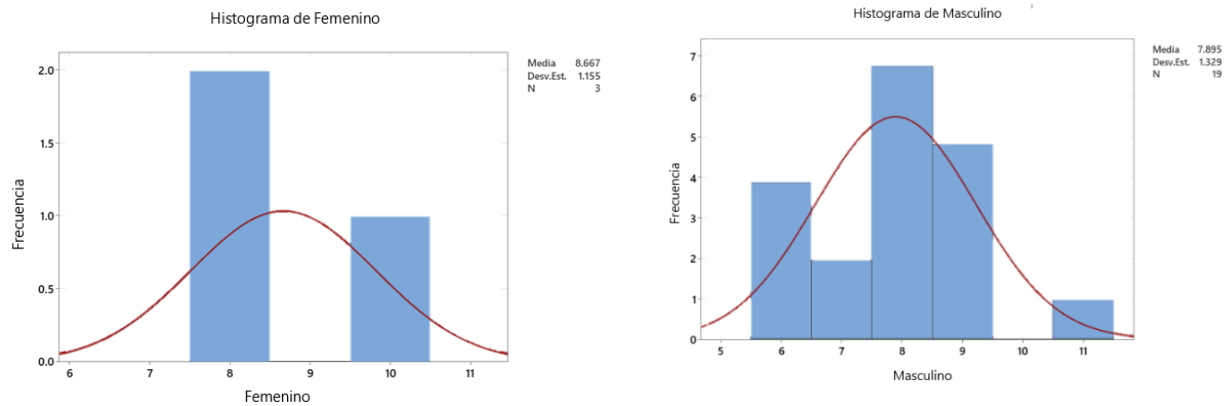 Histograma de Femenino
Media 8.667
Desv.Est. 1.155
N 3
2.0
1.5
1.0
0.5
0.0
Frecuencia
6 7 8 9 10 11
Femenino
Histograma de Masculino
Media 7.895
Desv.Est. 1.329
N 19
7
6
5
4
3
2
1
0
Frecuencia
5 6 7 8 9 10 11
Masculino